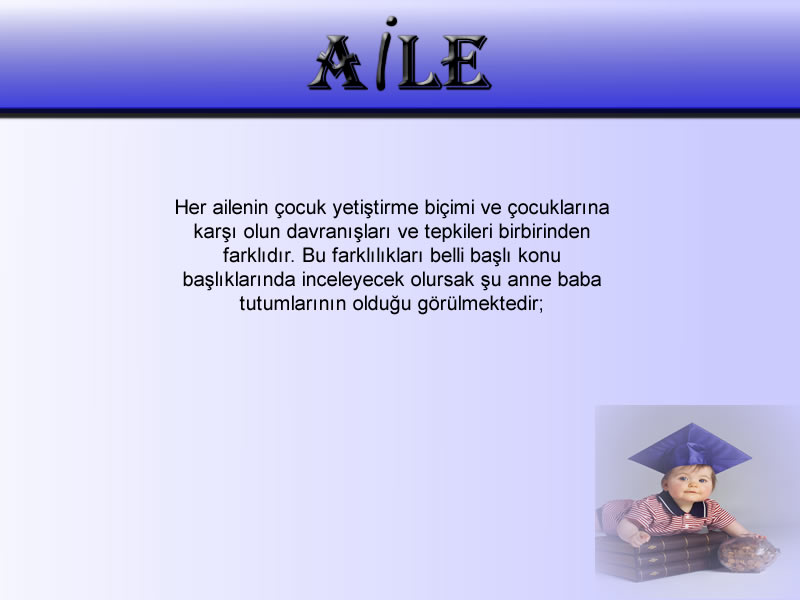 AİLE
Her ailenin çocuk yetiştirme biçimi ve çocuklarına
karşı olun davranışları ve tepkileri birbirinden
farklıdır. Bu farklılıkları belli başlı konu
başlıklarında inceleyecek olursak şu anne baba
tutumlarının olduğu görülmektedir;